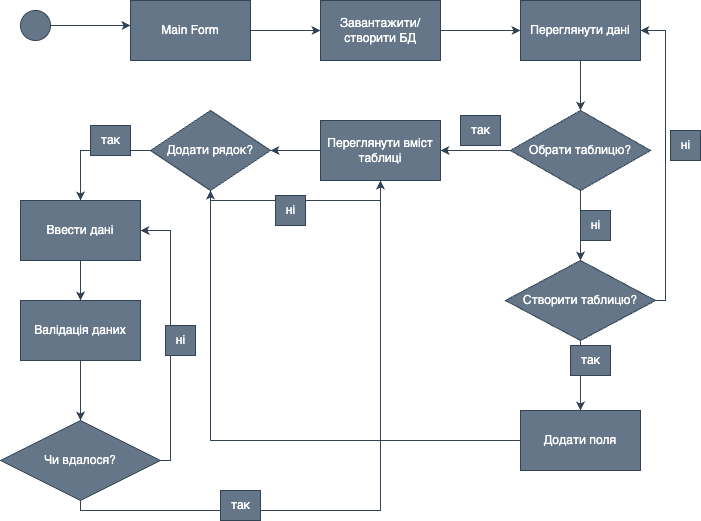 Main Form
Завантажити/
створити БД
Переглянути дані
так
Додати рядок?
Переглянути вміст
таблиці
так
Обрати таблицю?
ні
ні
Ввести дані
ні
Створити таблицю?
Валідація даних
ні
так
Чи вдалося?
Додати поля
так